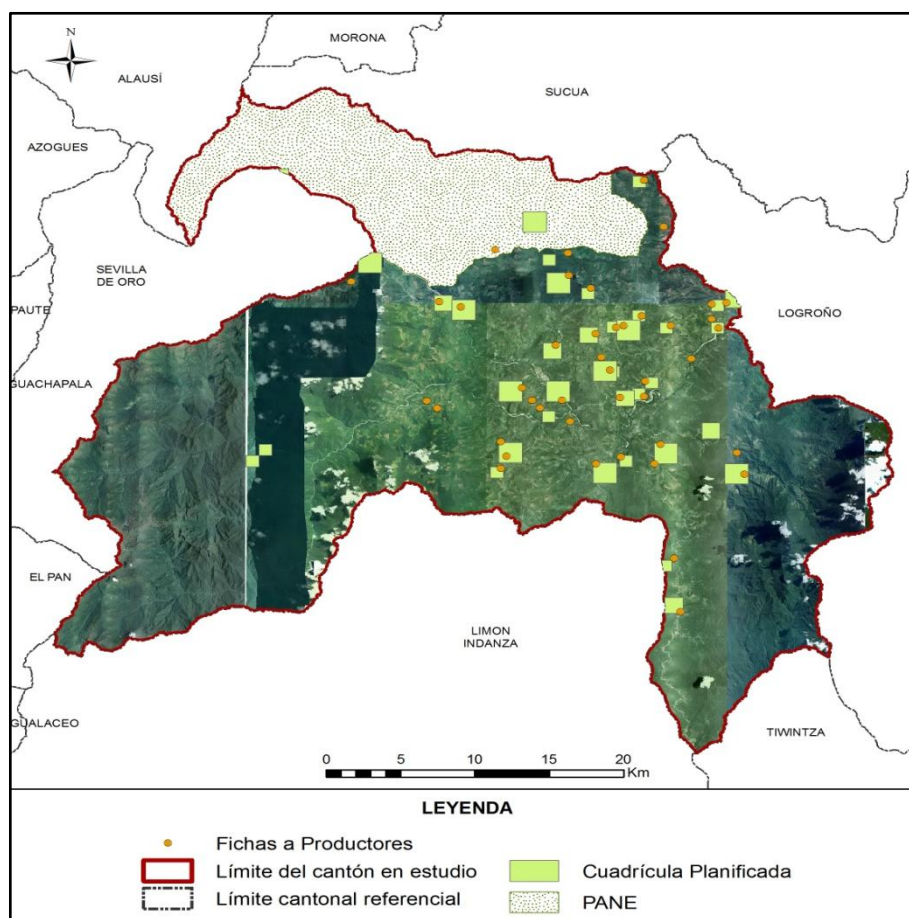 N
MORONA
ALAUSÍ
SUCUA
AZOGUES
SEVILLA
DE ORO
PAUTE
LOGROÑO
GUACHAPALA
EL PAN
LIMON
INDANZA
GUALACEO
TIWINTZA
0 5 10 15 20
Km
LEYENDA
Fichas a Productores
Límite del cantón en estudio
Cuadrícula Planificada
Límite cantonal referencial
PANE